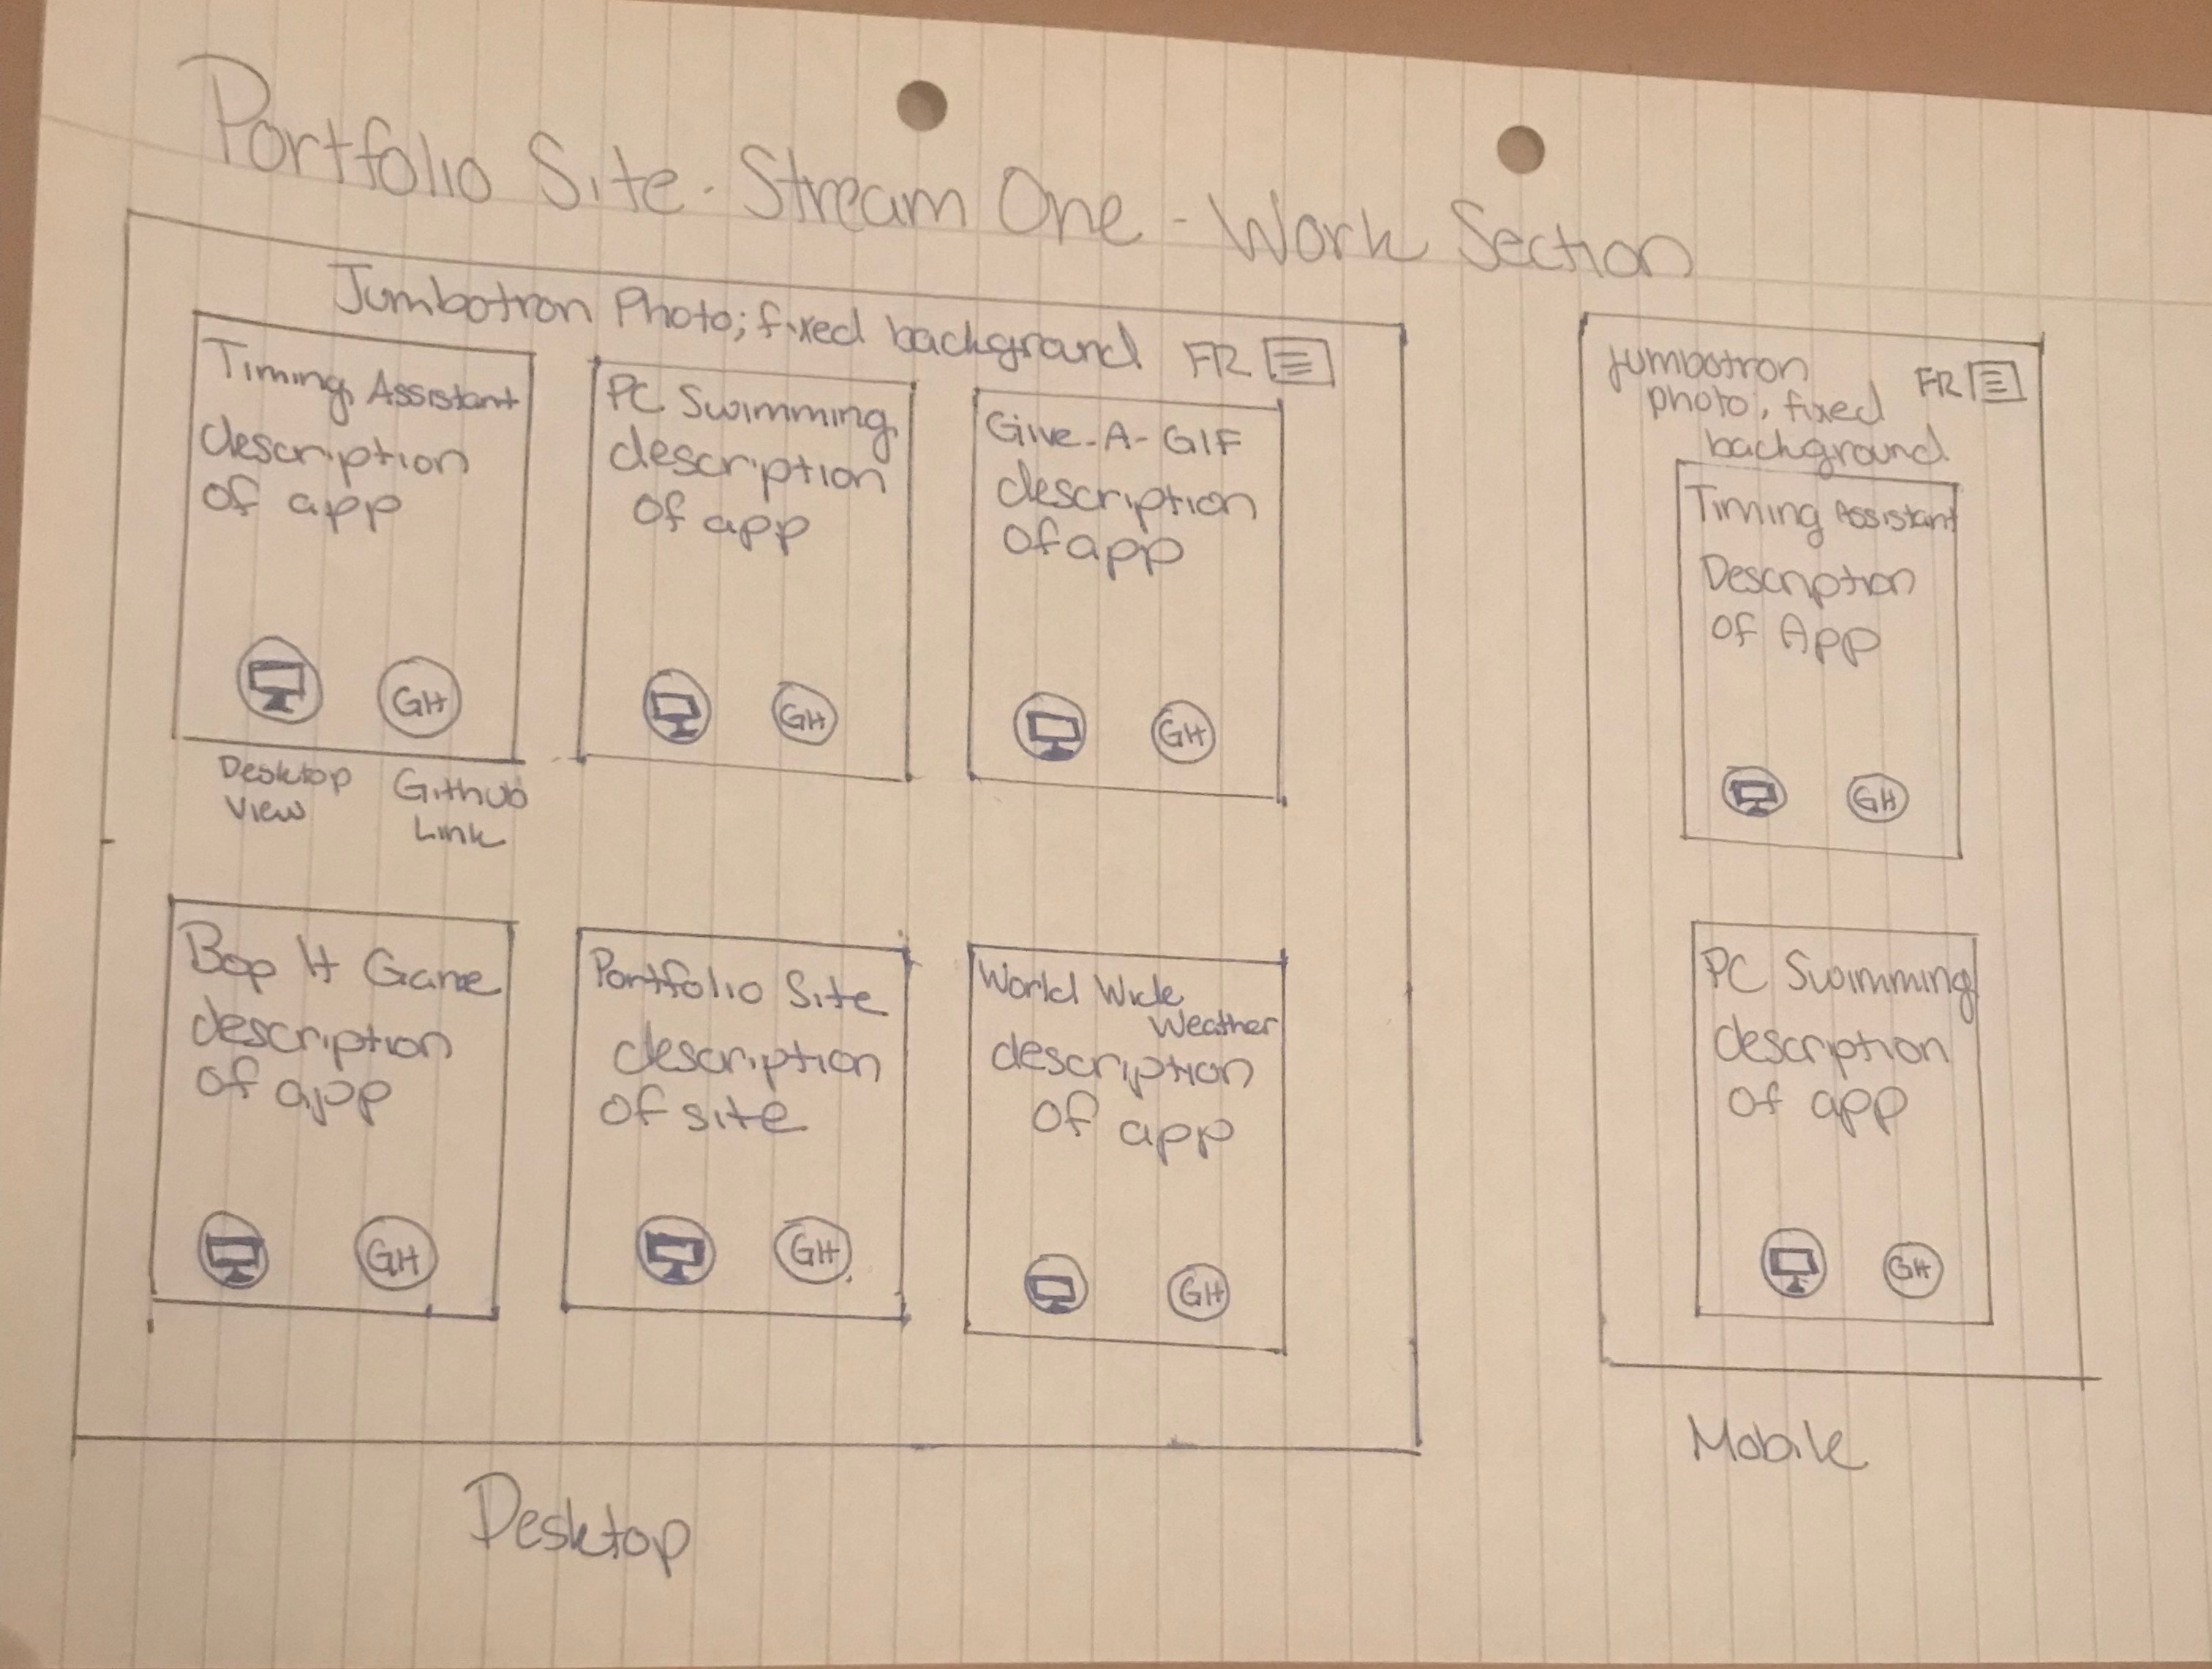 Portfolio Site - Stream One - Work Section
Jumbotron Photo; fixed background
FR
Timing Assistant
description
of app
GH
Desktop
View
Github
Link
PC Swimming
description
of app
GH
Give-A-GIF
description
of app
GH
Bop It Game
description
of app
GH
Portfolio Site
description
of site
GH
World Wide
Weather
description
of app
GH
Desktop
jumbotron
photo, fixed
background
FR
Timing Assistant
Description
of App
GH
PC Swimming
description
of app
GH
Mobile